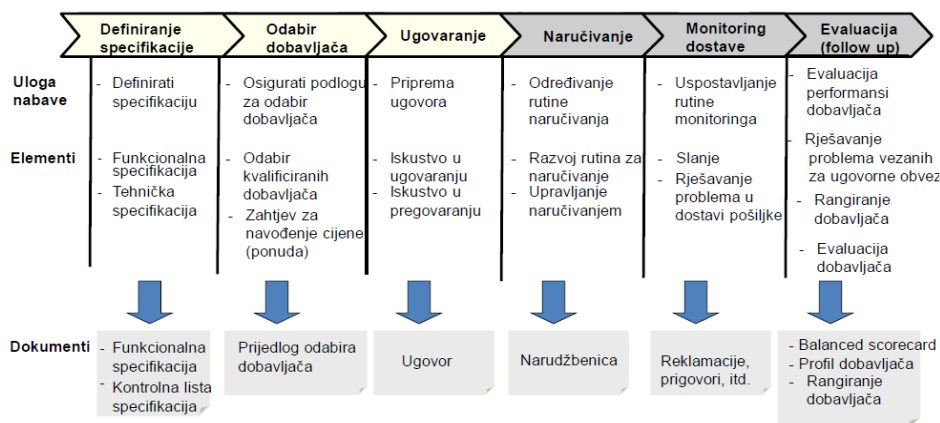 Definiranje
specifikacije
Odabir
dobavljača
Ugovaranje
Naručivanje
Monitoring
dostave
Evaluacija
(follow up)
Uloga
nabave
- Definirati
specifikaciju
- Osigurati podlogu
za odabir
dobavljača
- Priprema
ugovora
- Određivanje
rutine
naručivanja
- Uspostavljanje
rutine
monitoringa
- Evaluacija
performansi
dobavljača
Elementi
- Funkcionalna
specifikacija
- Tehnička
specifikacija
- Odabir
kvalificiranih
dobavljača
- Zahtjev za
navođenje cijene
(ponuda)
- Iskustvo u
ugovaranju
- Iskustvo u
pregovaranju
- Razvoj rutina za
naručivanje
- Upravljanje
naručivanjem
- Slanje
- Rješavanje
problema u
dostavi pošiljke
- Rješavanje
problema vezanih
za ugovorne obvez
- Rangiranje
dobavljača
- Evaluacija
dobavljača
Dokumenti
- Funkcionalna
specifikacija
- Kontrolna lista
specifikacija
Prijedlog odabira
dobavljača
Ugovor
Narudžbenica
Reklamacije,
prigovori, itd.
- Balanced scorecard
- Profil dobavljača
- Rangiranje
dobavljača